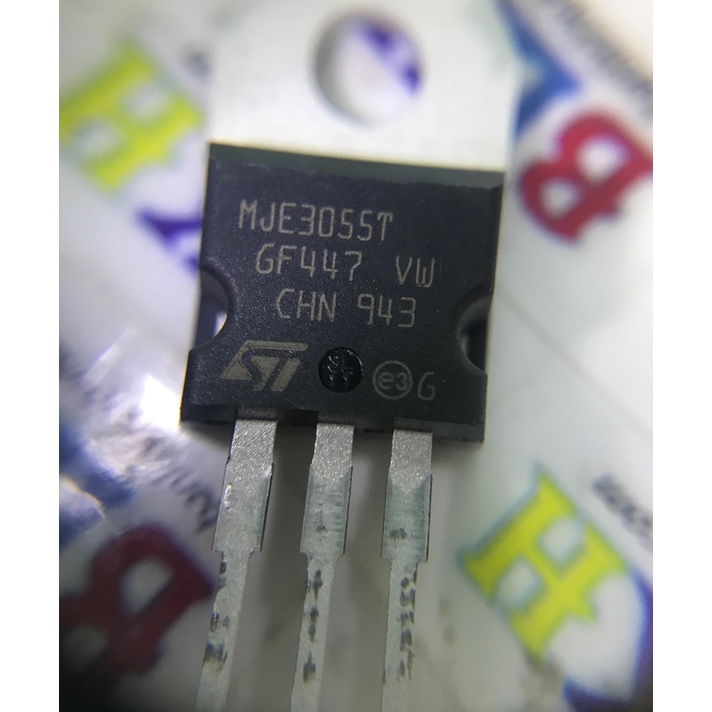 MJE3055T
GF447 VW
CHN 943
ST e3 G